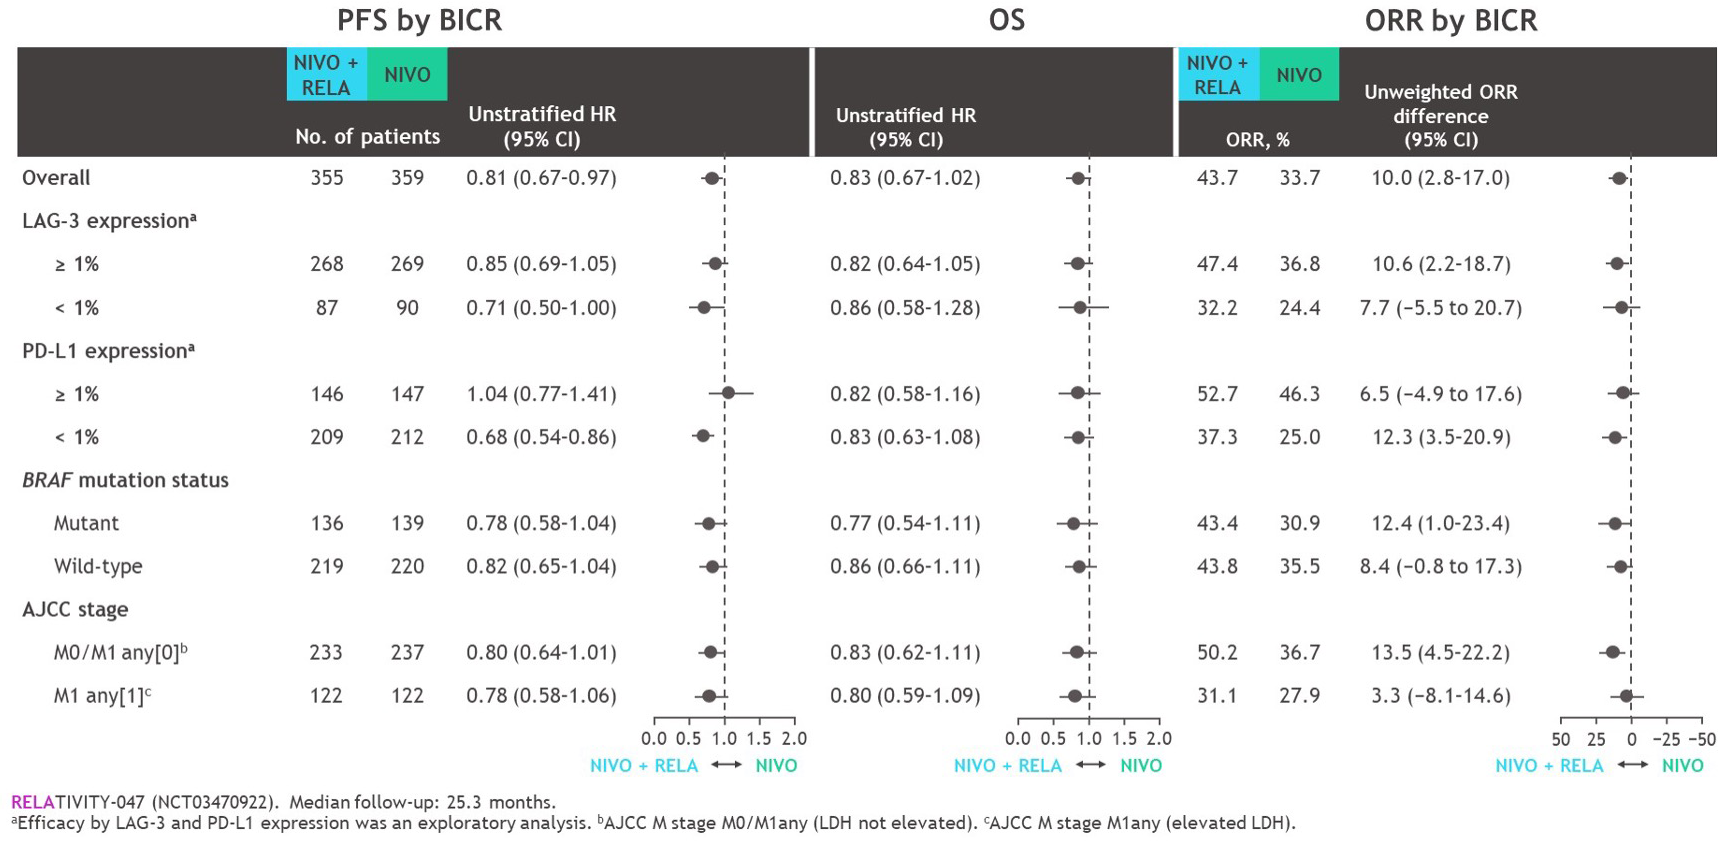 PFS by BICR OS ORR by BICR
NIVO + RELA NIVO NIVO + RELA NIVO
No. of patients Unstratified HR (95% CI) Unstratified HR (95% CI) ORR, % Unweighted ORR difference (95% CI)
Overall 355 359 0.81 (0.67-0.97) 0.83 (0.67-1.02) 43.7 33.7 10.0 (2.8-17.0)
LAG-3 expressionᵃ
≥ 1% 268 269 0.85 (0.69-1.05) 0.82 (0.64-1.05) 47.4 36.8 10.6 (2.2-18.7)
< 1% 87 90 0.71 (0.50-1.00) 0.86 (0.58-1.28) 32.2 24.4 7.7 (−5.5 to 20.7)
PD-L1 expressionᵃ
≥ 1% 146 147 1.04 (0.77-1.41) 0.82 (0.58-1.16) 52.7 46.3 6.5 (−4.9 to 17.6)
< 1% 209 212 0.68 (0.54-0.86) 0.83 (0.63-1.08) 37.3 25.0 12.3 (3.5-20.9)
BRAF mutation status
Mutant 136 139 0.78 (0.58-1.04) 0.77 (0.54-1.11) 43.4 30.9 12.4 (1.0-23.4)
Wild-type 219 220 0.82 (0.65-1.04) 0.86 (0.66-1.11) 43.8 35.5 8.4 (−0.8 to 17.3)
AJCC stage
M0/M1 any[0]ᵇ 233 237 0.80 (0.64-1.01) 0.83 (0.62-1.11) 50.2 36.7 13.5 (4.5-22.2)
M1 any[1]ᶜ 122 122 0.78 (0.58-1.06) 0.80 (0.59-1.09) 31.1 27.9 3.3 (−8.1-14.6)
0.0 0.5 1.0 1.5 2.0 0.0 0.5 1.0 1.5 2.0 50 25 0 −25 −50
NIVO + RELA ↔ NIVO NIVO + RELA ↔ NIVO NIVO + RELA ↔ NIVO
RELATIVITY-047 (NCT03470922). Median follow-up: 25.3 months.
ᵃEfficacy by LAG-3 and PD-L1 expression was an exploratory analysis. ᵇAJCC M stage M0/M1any (LDH not elevated). ᶜAJCC M stage M1any (elevated LDH).